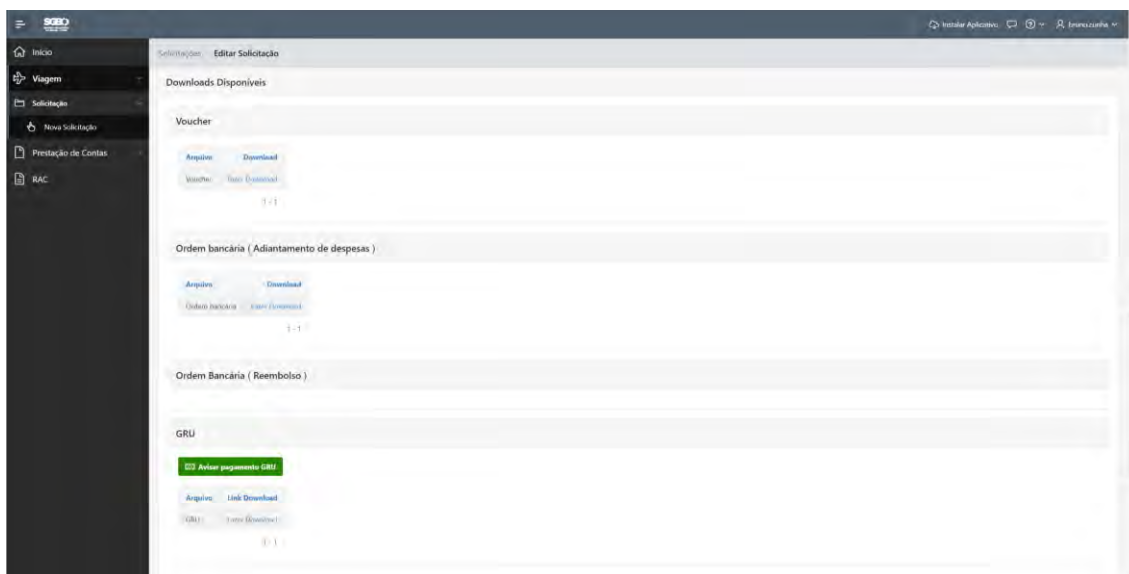 SGBO
Instalar Aplicativo
Início
Viagem
Solicitação
Nova Solicitação
Prestação de Contas
RAC
Solicitações Editar Solicitação
Downloads Disponíveis
Voucher
Arquivo Download
Voucher Fazer Download
1 - 1
Ordem bancária ( Adiantamento de despesas )
Arquivo Download
Ordem bancária Fazer Download
1 - 1
Ordem Bancária ( Reembolso )
GRU
Avisar pagamento GRU
Arquivo Link Download
GRU Fazer Download
1 - 1